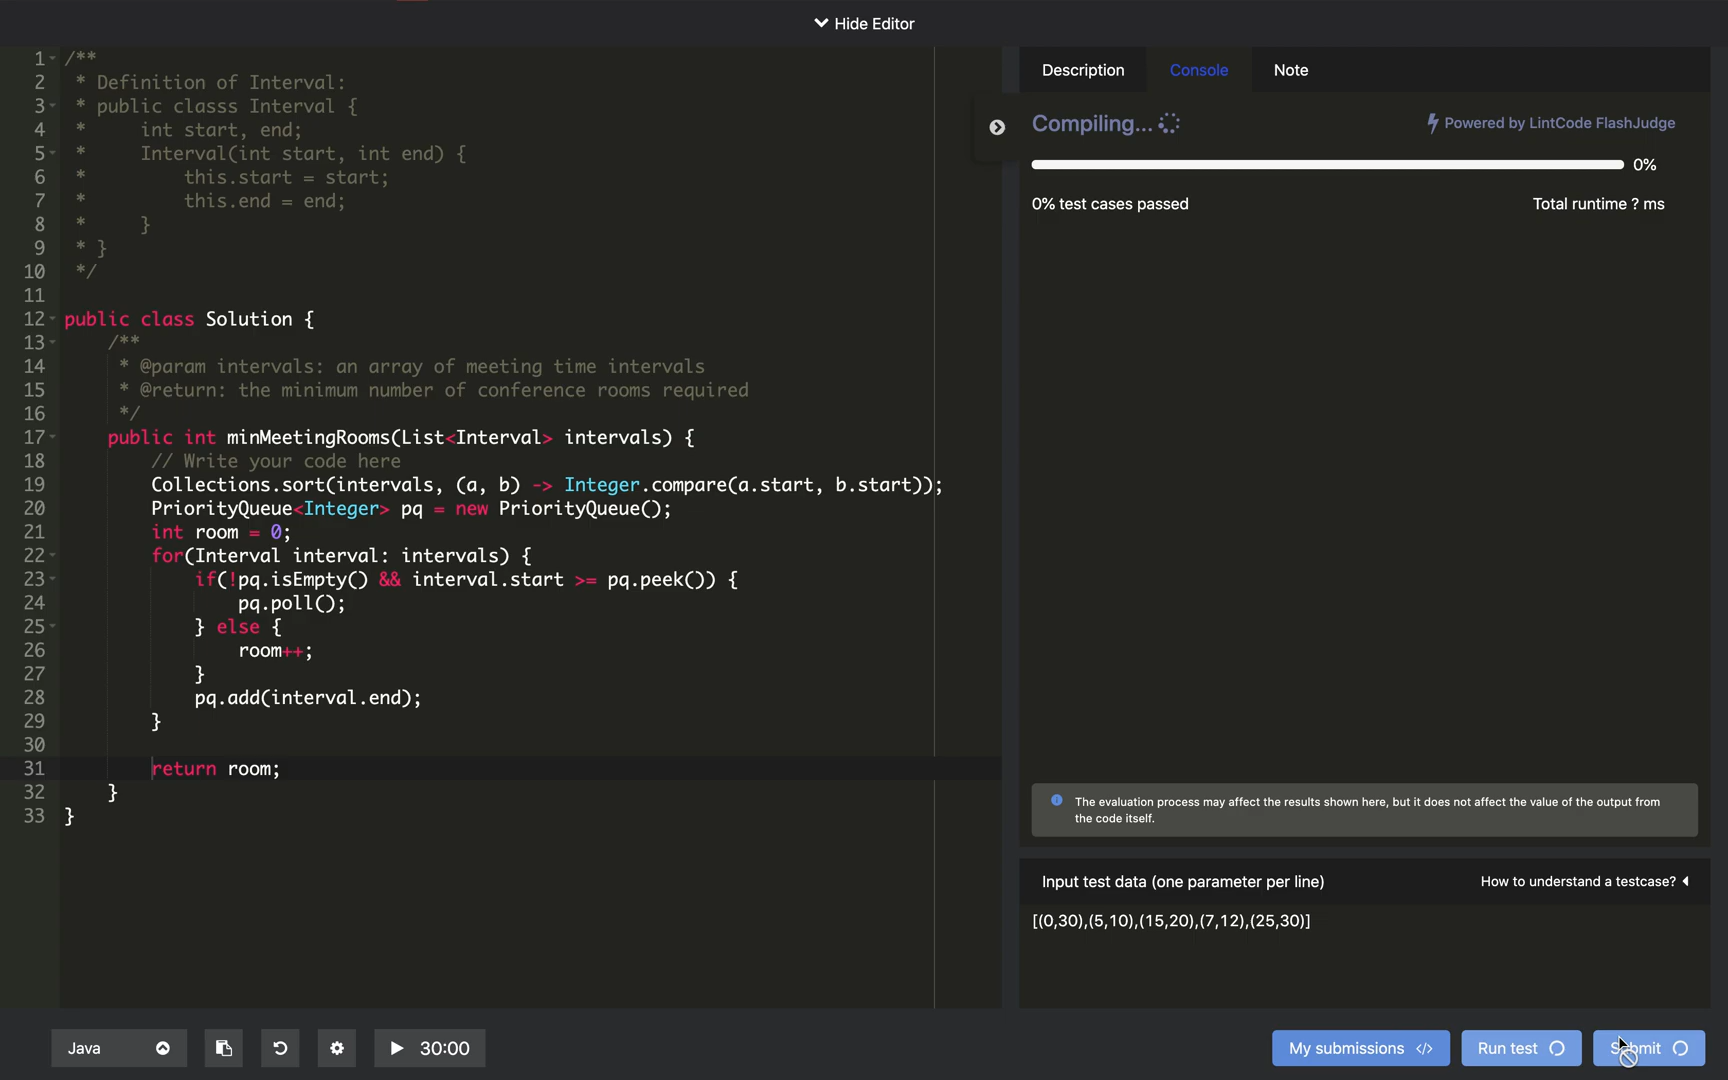 Hide Editor
1 /**
2 * Definition of Interval:
3 * public classs Interval {
4 *     int start, end;
5 *     Interval(int start, int end) {
6 *         this.start = start;
7 *         this.end = end;
8 *     }
9 * }
10 */
11
12 public class Solution {
13     /**
14      * @param intervals: an array of meeting time intervals
15      * @return: the minimum number of conference rooms required
16      */
17     public int minMeetingRooms(List<Interval> intervals) {
18         // Write your code here
19         Collections.sort(intervals, (a, b) -> Integer.compare(a.start, b.start));
20         PriorityQueue<Integer> pq = new PriorityQueue();
21         int room = 0;
22         for(Interval interval: intervals) {
23             if(!pq.isEmpty() && interval.start >= pq.peek()) {
24                 pq.poll();
25             } else {
26                 room++;
27             }
28             pq.add(interval.end);
29         }
30
31         return room;
32     }
33 }
Description Console Note
Compiling... Powered by LintCode FlashJudge
0%
0% test cases passed Total runtime ? ms
The evaluation process may affect the results shown here, but it does not affect the value of the output from
the code itself.
Input test data (one parameter per line) How to understand a testcase?
[(0,30),(5,10),(15,20),(7,12),(25,30)]
Java 30:00 My submissions </> Run test Submit